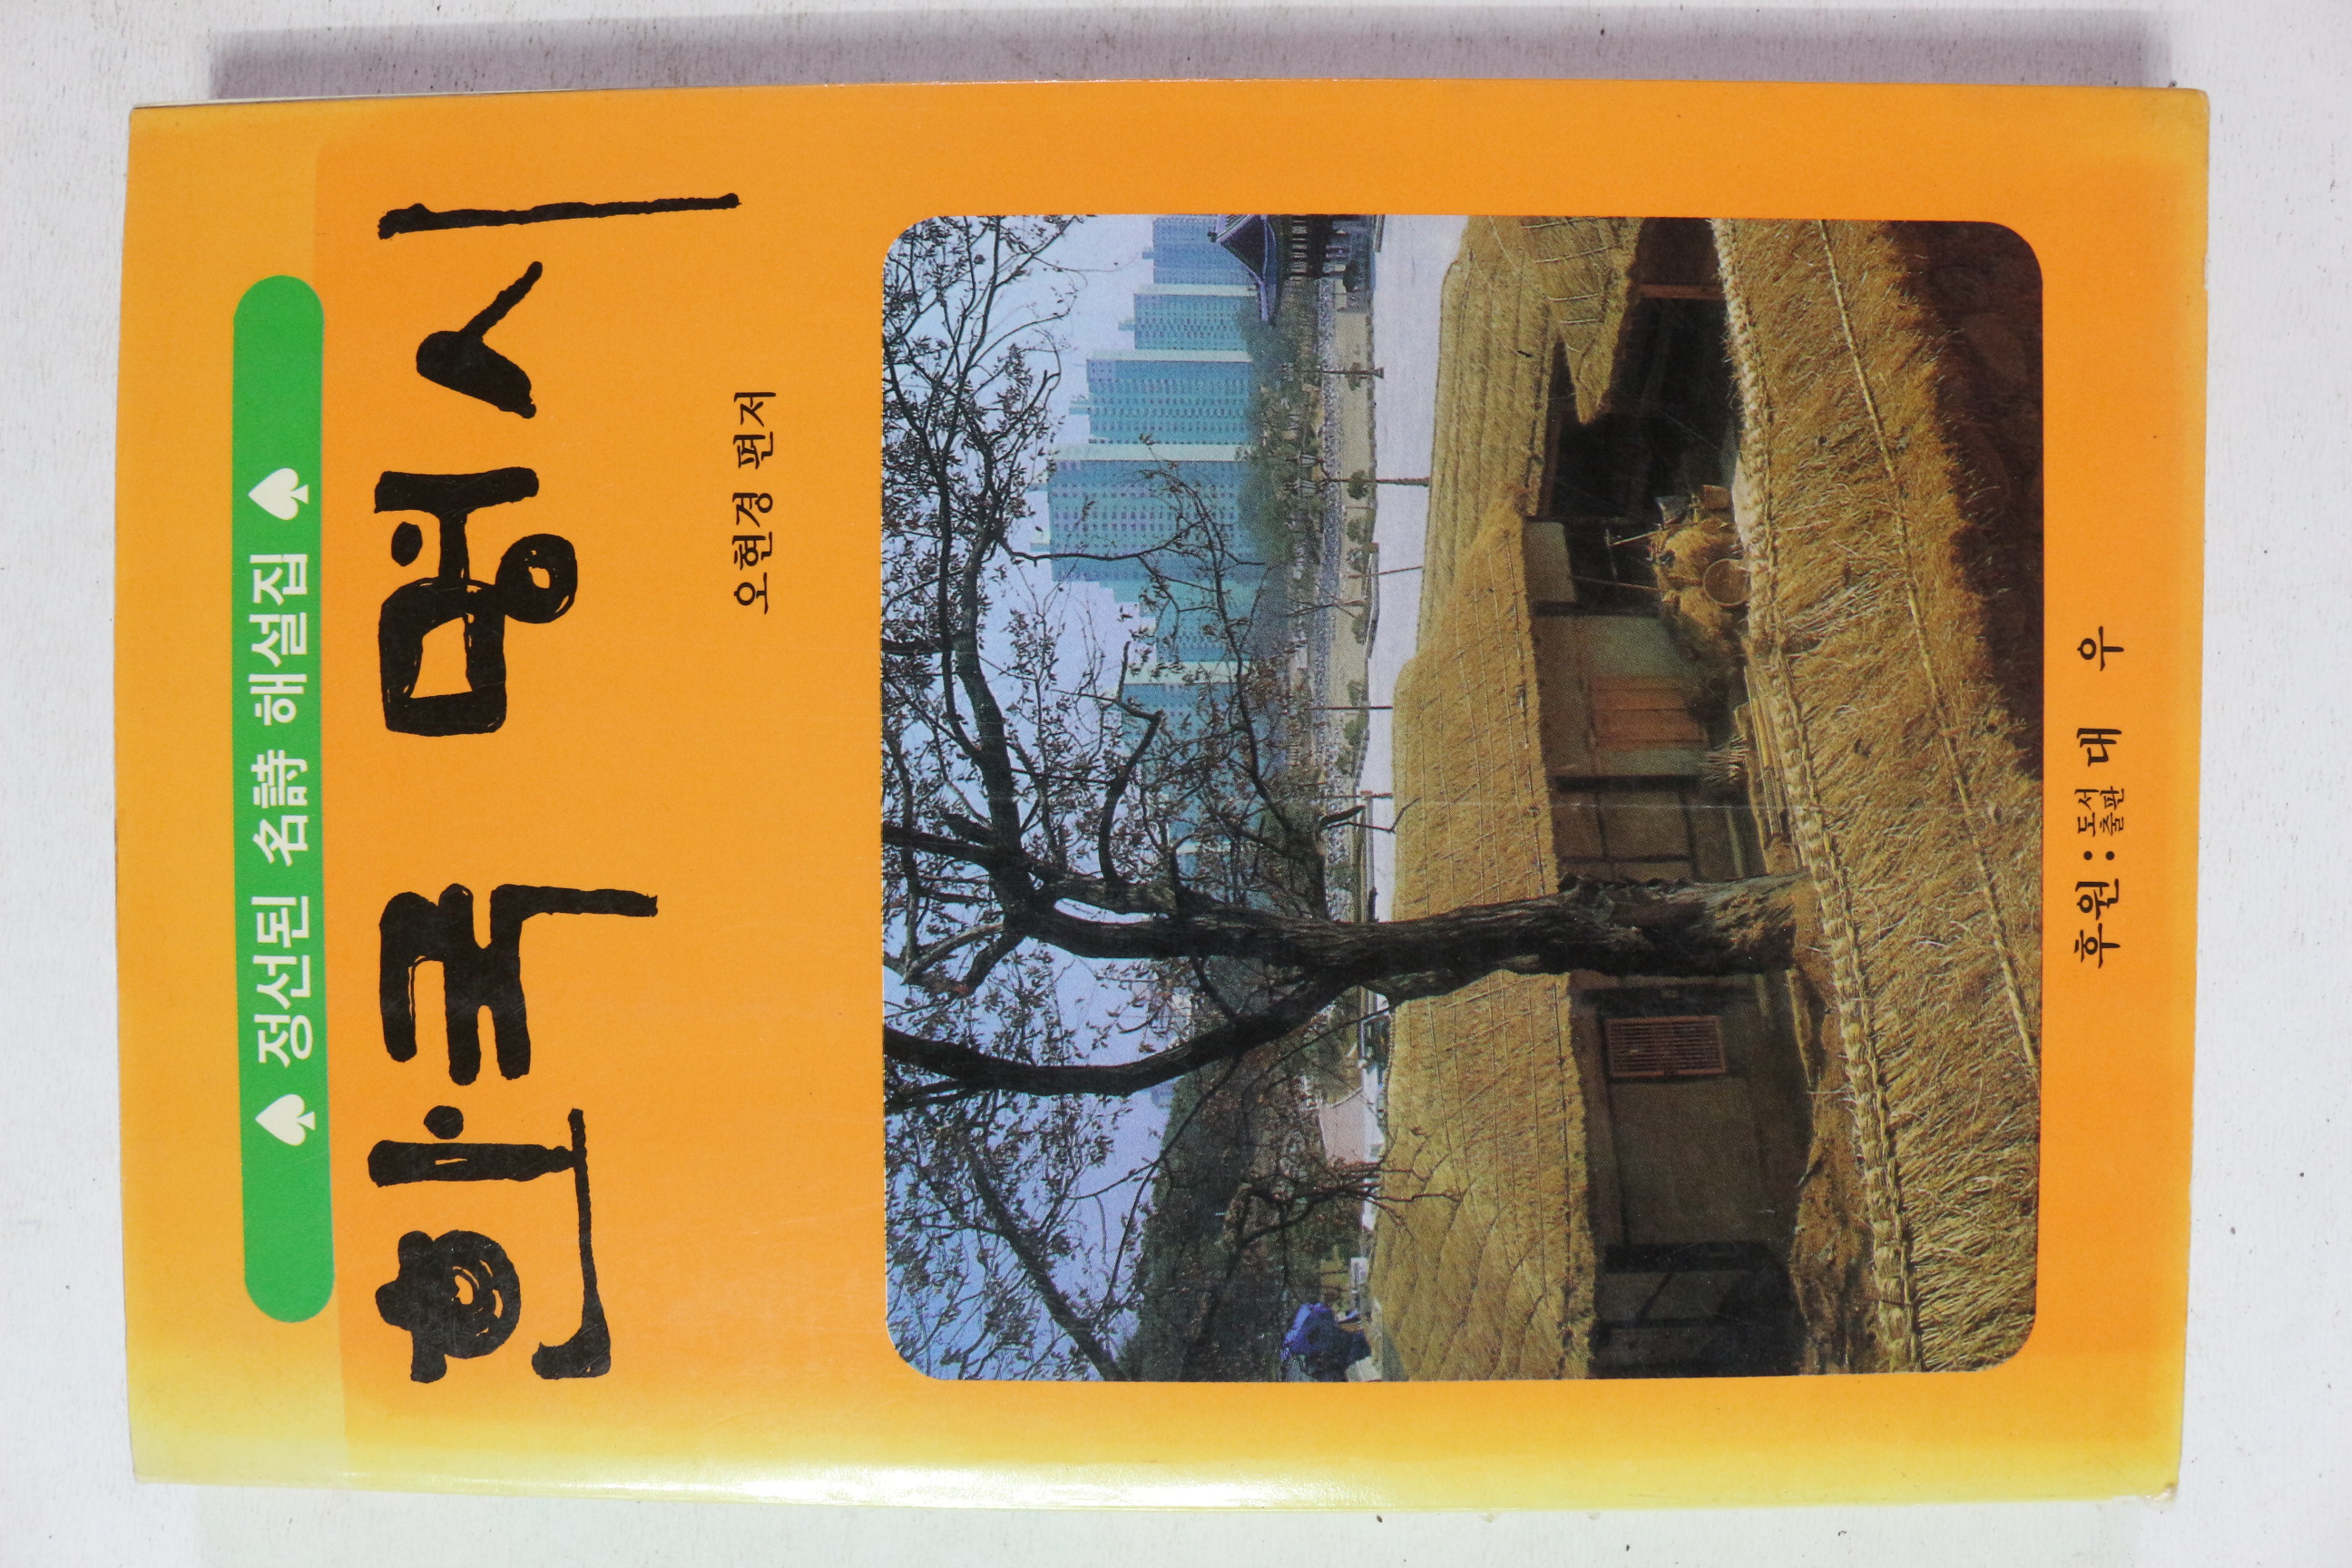 ♠ 정선된 名詩 해설집 ♠
한국 명시
오현경 편저
후원 : 도서출판 대 우